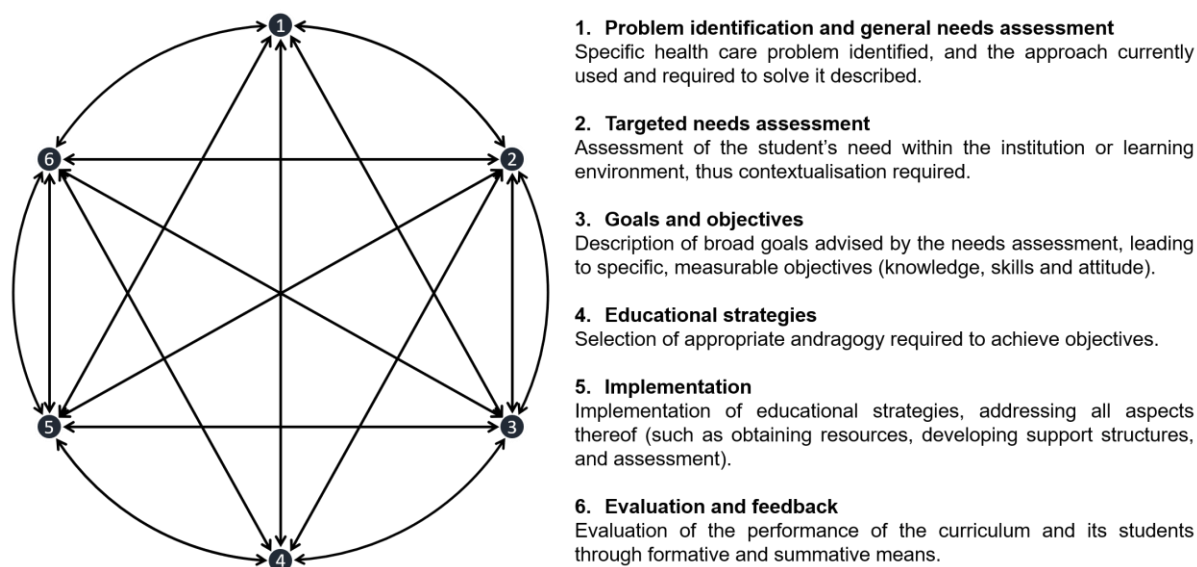 1
2
3
4
5
6
1. Problem identification and general needs assessment
Specific health care problem identified, and the approach currently
used and required to solve it described.
2. Targeted needs assessment
Assessment of the student's need within the institution or learning
environment, thus contextualisation required.
3. Goals and objectives
Description of broad goals advised by the needs assessment, leading
to specific, measurable objectives (knowledge, skills and attitude).
4. Educational strategies
Selection of appropriate andragogy required to achieve objectives.
5. Implementation
Implementation of educational strategies, addressing all aspects
thereof (such as obtaining resources, developing support structures,
and assessment).
6. Evaluation and feedback
Evaluation of the performance of the curriculum and its students
through formative and summative means.